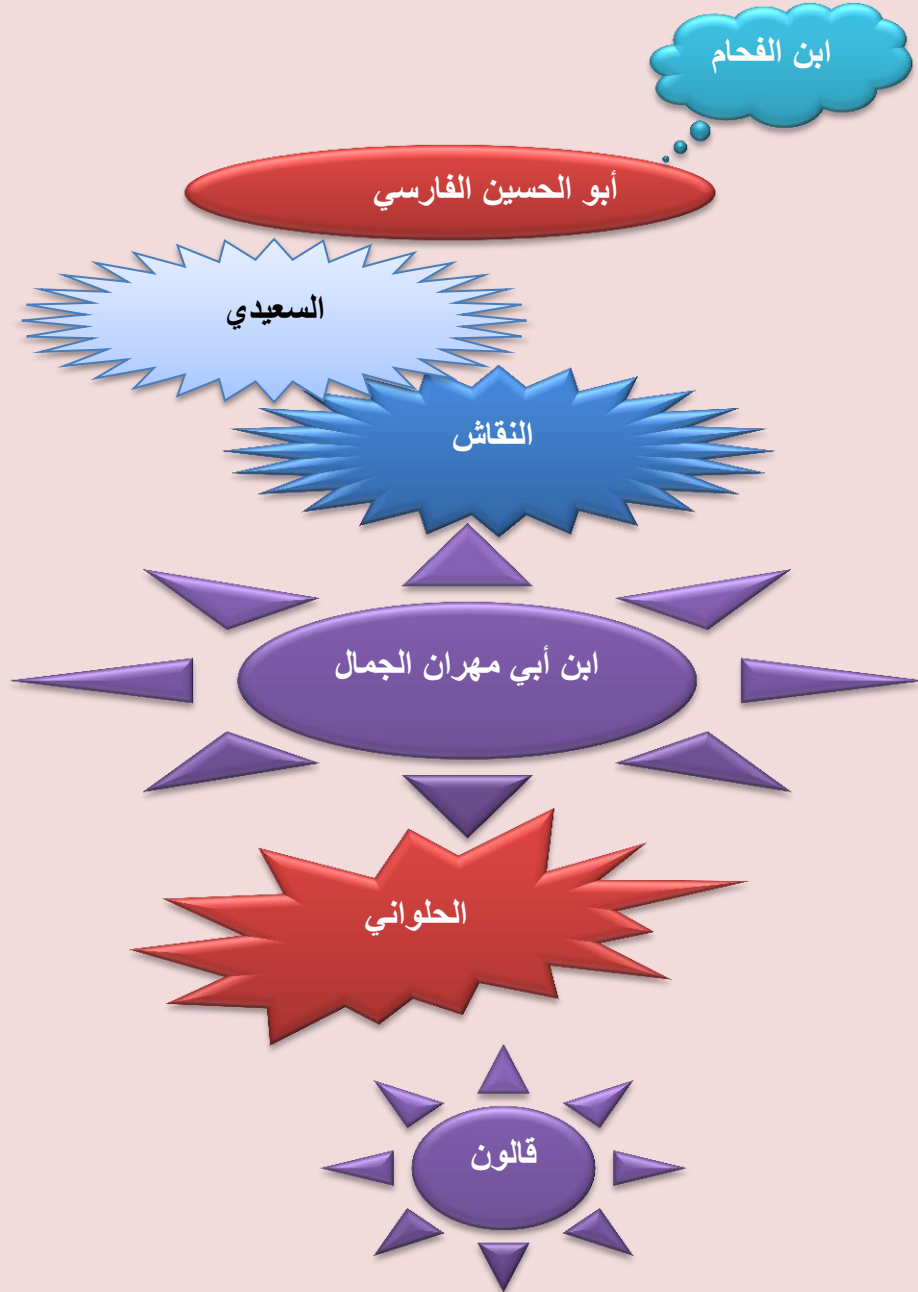 ابن الفحام
أبو الحسين الفارسي
السعيدي
النقاش
ابن أبي مهران الجمال
الحلواني
قالون